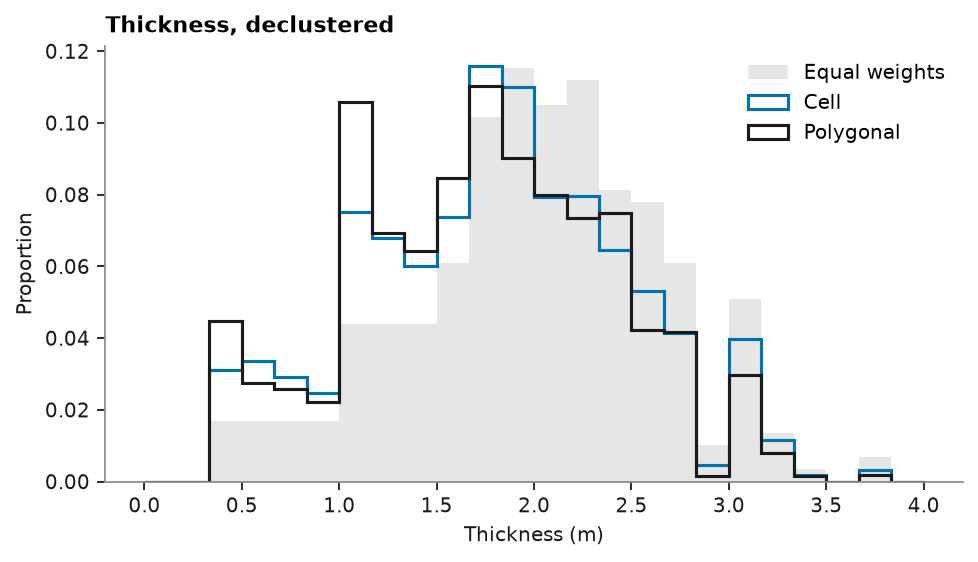 Thickness, declustered
0.12
0.10
0.08
0.06
0.04
0.02
0.00
Proportion
Equal weights
Cell
Polygonal
0.0 0.5 1.0 1.5 2.0 2.5 3.0 3.5 4.0
Thickness (m)